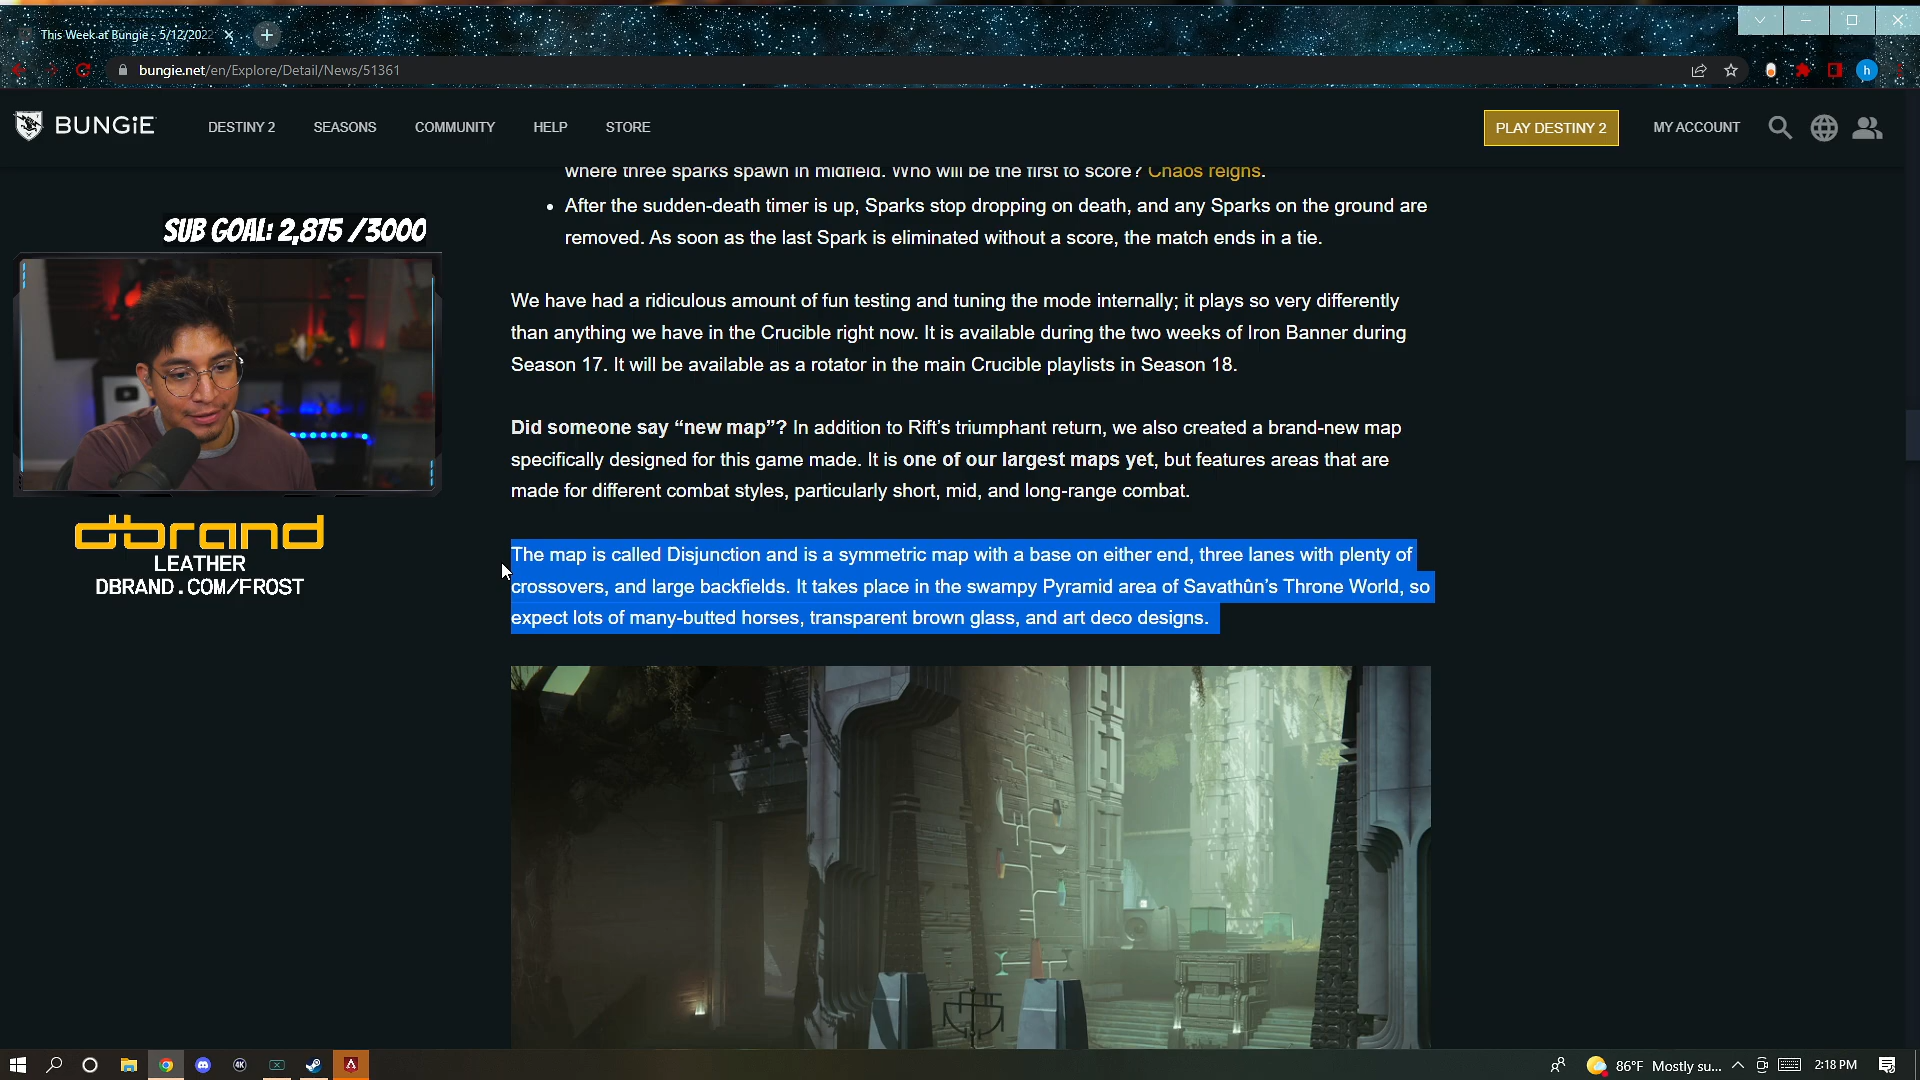 This Week at Bungie - 5/12/2022
bungie.net/en/Explore/Detail/News/51361
h
BUNGiE
DESTINY 2
SEASONS
COMMUNITY
HELP
STORE
PLAY DESTINY 2
MY ACCOUNT
where three sparks spawn in midfield. Who will be the first to score? Chaos reigns.
• After the sudden-death timer is up, Sparks stop dropping on death, and any Sparks on the ground are
removed. As soon as the last Spark is eliminated without a score, the match ends in a tie.
SUB GOAL: 2,875 /3000
We have had a ridiculous amount of fun testing and tuning the mode internally; it plays so very differently
than anything we have in the Crucible right now. It is available during the two weeks of Iron Banner during
Season 17. It will be available as a rotator in the main Crucible playlists in Season 18.
Did someone say “new map”? In addition to Rift’s triumphant return, we also created a brand-new map
specifically designed for this game made. It is one of our largest maps yet, but features areas that are
made for different combat styles, particularly short, mid, and long-range combat.
dbrand
LEATHER
DBRAND.COM/FROST
The map is called Disjunction and is a symmetric map with a base on either end, three lanes with plenty of
crossovers, and large backfields. It takes place in the swampy Pyramid area of Savathûn’s Throne World, so
expect lots of many-butted horses, transparent brown glass, and art deco designs.
4K
86°F Mostly su...
2:18 PM